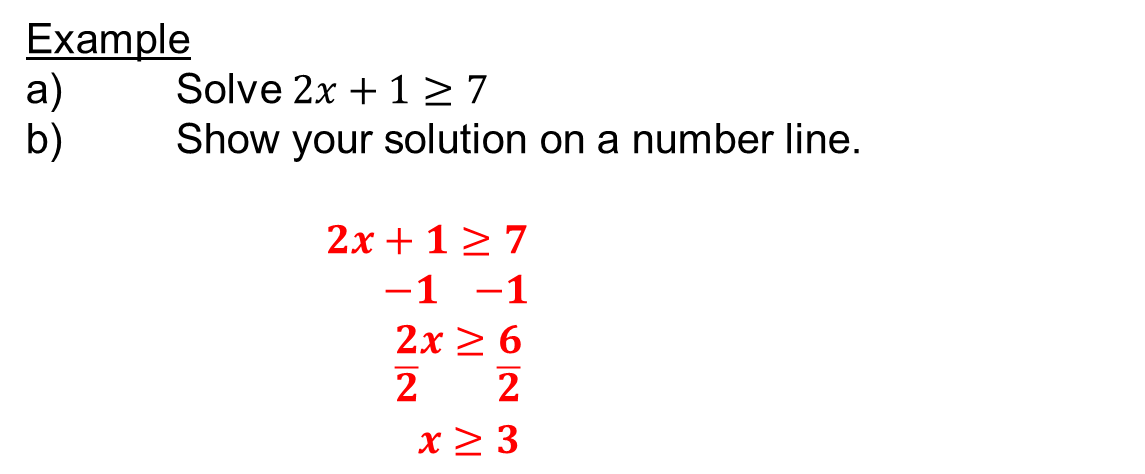 Example
a) Solve 2x + 1 ≥ 7
b) Show your solution on a number line.
2x + 1 ≥ 7
−1 −1
2x ≥ 6
2 2
x ≥ 3